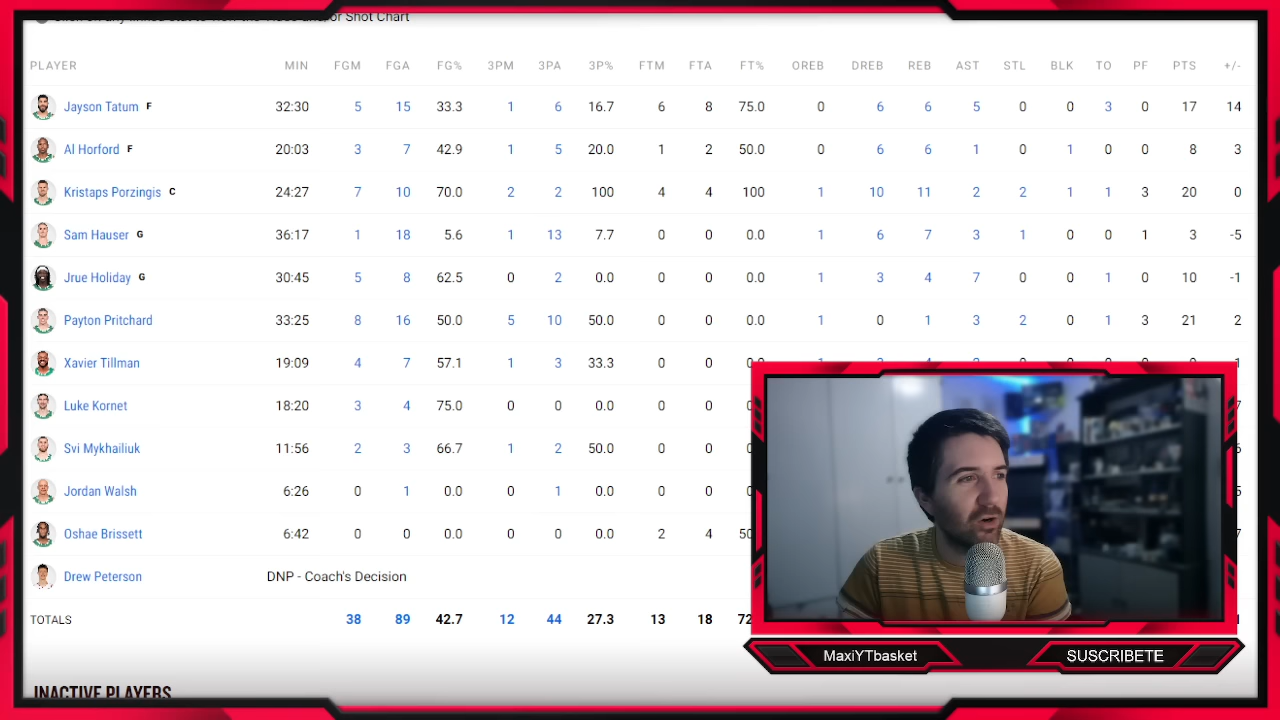 Click on any linked stat to view the Video and/or Shot Chart
PLAYER MIN FGM FGA FG% 3PM 3PA 3P% FTM FTA FT% OREB DREB REB AST STL BLK TO PF PTS +/-
Jayson Tatum F 32:30 5 15 33.3 1 6 16.7 6 8 75.0 0 6 6 5 0 0 3 0 17 14
Al Horford F 20:03 3 7 42.9 1 5 20.0 1 2 50.0 0 6 6 1 0 1 0 0 8 3
Kristaps Porzingis C 24:27 7 10 70.0 2 2 100 4 4 100 1 10 11 2 2 1 1 3 20 0
Sam Hauser G 36:17 1 18 5.6 1 13 7.7 0 0 0.0 1 6 7 3 1 0 0 1 3 -5
Jrue Holiday G 30:45 5 8 62.5 0 2 0.0 0 0 0.0 1 3 4 7 0 0 1 0 10 -1
Payton Pritchard 33:25 8 16 50.0 5 10 50.0 0 0 0.0 1 0 1 3 2 0 1 3 21 2
Xavier Tillman 19:09 4 7 57.1 1 3 33.3 0 0
Luke Kornet 18:20 3 4 75.0 0 0 0.0 0 0
Svi Mykhailiuk 11:56 2 3 66.7 1 2 50.0 0 0
Jordan Walsh 6:26 0 1 0.0 0 1 0.0 0 0
Oshae Brissett 6:42 0 0 0.0 0 0 0.0 2 4
Drew Peterson DNP - Coach's Decision
TOTALS 38 89 42.7 12 44 27.3 13 18
MaxiYTbasket SUSCRIBETE
INACTIVE PLAYERS